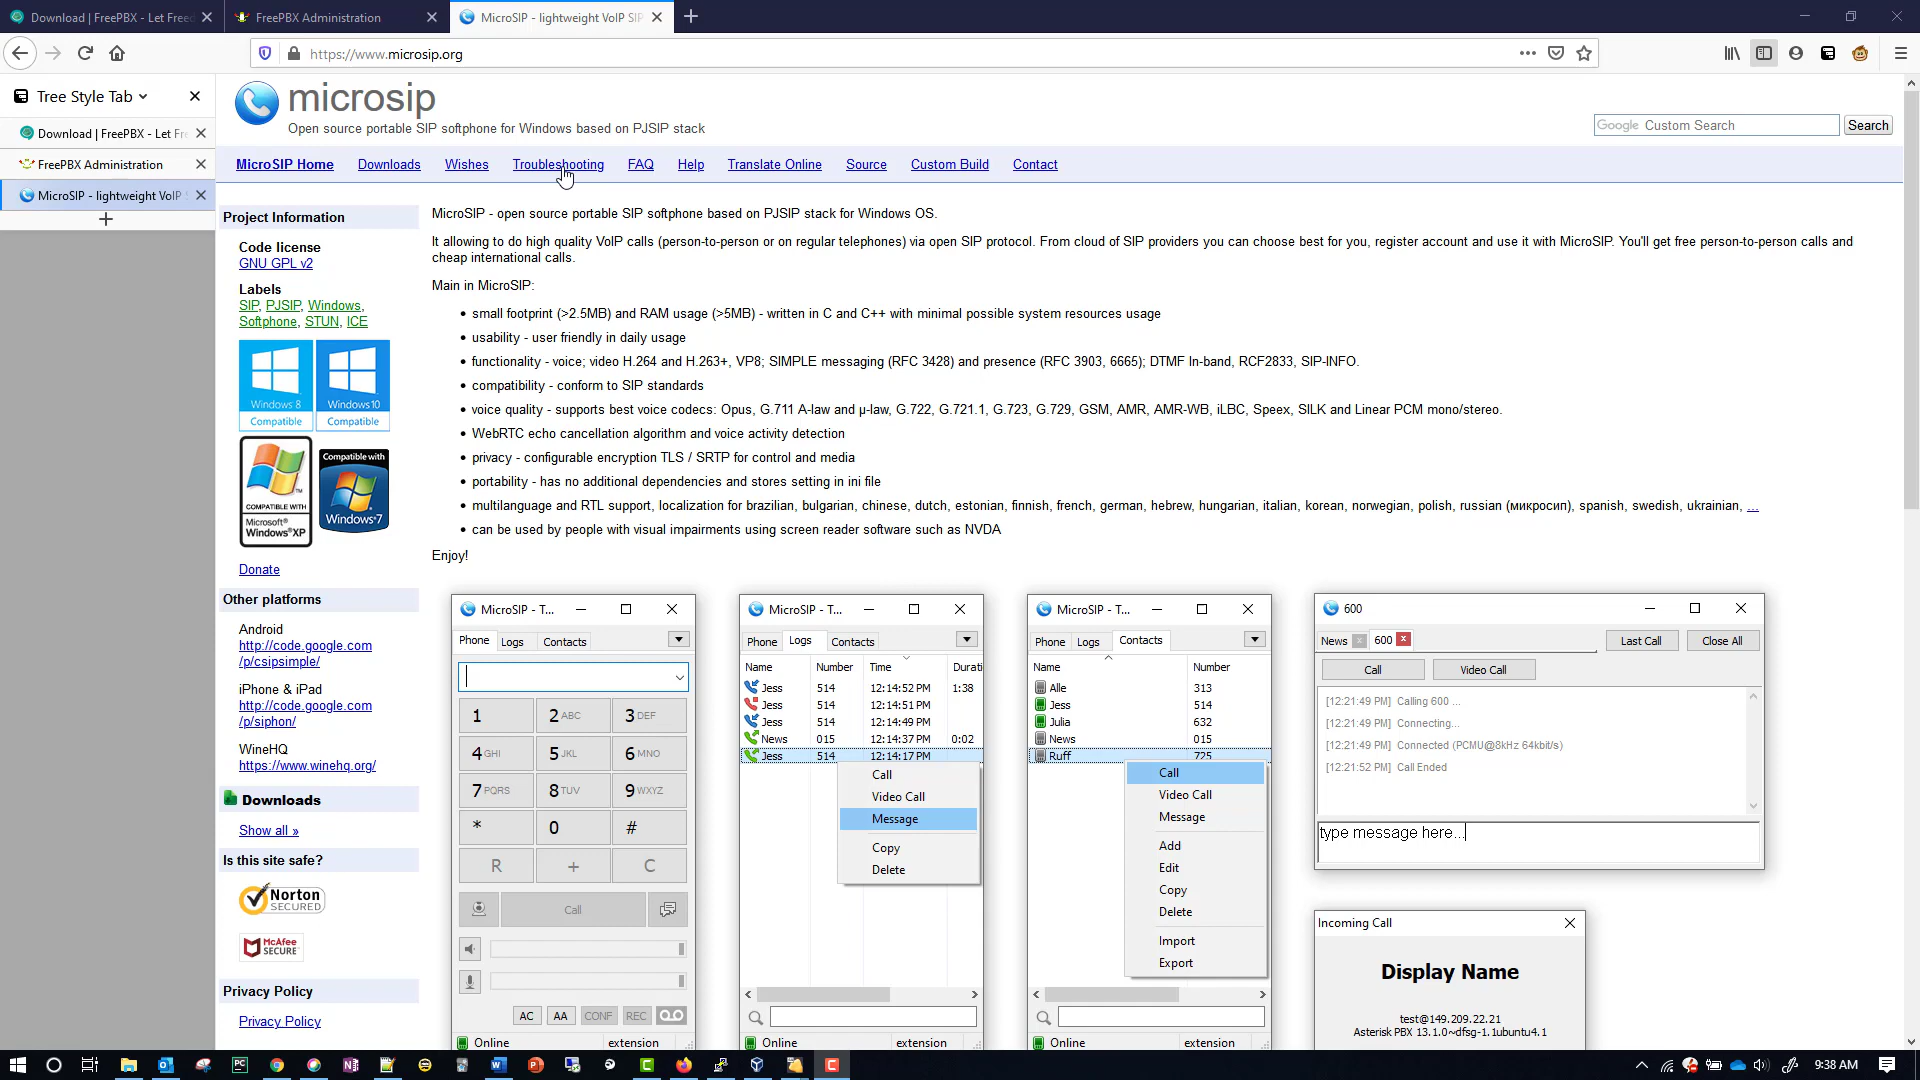 Download | FreePBX - Let Freed
FreePBX Administration
MicroSIP - lightweight VoIP SIP
https://www.microsip.org
Tree Style Tab
Download | FreePBX - Let Fre
FreePBX Administration
MicroSIP - lightweight VoIP S
microsip
Open source portable SIP softphone for Windows based on PJSIP stack
Google Custom Search
Search
MicroSIP Home
Downloads
Wishes
Troubleshooting
FAQ
Help
Translate Online
Source
Custom Build
Contact
Project Information
Code license
GNU GPL v2
Labels
SIP, PJSIP, Windows,
Softphone, STUN, ICE
Windows 8
Compatible
Windows 10
Compatible
COMPATIBLE WITH
Microsoft®
Windows®XP
Compatible with
Windows®7
Donate
Other platforms
Android
http://code.google.com
/p/csipsimple/
iPhone & iPad
http://code.google.com
/p/siphon/
WineHQ
https://www.winehq.org/
Downloads
Show all »
Is this site safe?
Norton
SECURED
McAfee
SECURE
Privacy Policy
Privacy Policy
MicroSIP - open source portable SIP softphone based on PJSIP stack for Windows OS.
It allowing to do high quality VoIP calls (person-to-person or on regular telephones) via open SIP protocol. From cloud of SIP providers you can choose best for you, register account and use it with MicroSIP. You'll get free person-to-person calls and
cheap international calls.
Main in MicroSIP:
• small footprint (>2.5MB) and RAM usage (>5MB) - written in C and C++ with minimal possible system resources usage
• usability - user friendly in daily usage
• functionality - voice; video H.264 and H.263+, VP8; SIMPLE messaging (RFC 3428) and presence (RFC 3903, 6665); DTMF In-band, RCF2833, SIP-INFO.
• compatibility - conform to SIP standards
• voice quality - supports best voice codecs: Opus, G.711 A-law and µ-law, G.722, G.721.1, G.723, G.729, GSM, AMR, AMR-WB, iLBC, Speex, SILK and Linear PCM mono/stereo.
• WebRTC echo cancellation algorithm and voice activity detection
• privacy - configurable encryption TLS / SRTP for control and media
• portability - has no additional dependencies and stores setting in ini file
• multilanguage and RTL support, localization for brazilian, bulgarian, chinese, dutch, estonian, finnish, french, german, hebrew, hungarian, italian, korean, norwegian, polish, russian (микросип), spanish, swedish, ukrainian, ...
• can be used by people with visual impairments using screen reader software such as NVDA
Enjoy!
MicroSIP - T...
Phone Logs Contacts
1 2 ABC 3 DEF
4 GHI 5 JKL 6 MNO
7 PQRS 8 TUV 9 WXYZ
* 0 #
R + C
Call
AC AA CONF REC
Online extension
MicroSIP - T...
Phone Logs Contacts
Name Number Time Durati
Jess 514 12:14:52 PM 1:38
Jess 514 12:14:51 PM
Jess 514 12:14:49 PM
News 015 12:14:37 PM 0:02
Jess 514 12:14:17 PM
Call
Video Call
Message
Copy
Delete
Online extension
MicroSIP - T...
Phone Logs Contacts
Name Number
Alle 313
Jess 514
Julia 632
News 015
Ruff 725
Call
Video Call
Message
Add
Edit
Copy
Delete
Import
Export
Online extension
600
News x 600 x Last Call Close All
Call Video Call
[12:21:49 PM] Calling 600 ...
[12:21:49 PM] Connecting...
[12:21:49 PM] Connected (PCMU@8kHz 64kbit/s)
[12:21:52 PM] Call Ended
type message here...
Incoming Call
Display Name
test@149.209.22.21
Asterisk PBX 13.1.0~dfsg-1.1ubuntu4.1
9:38 AM